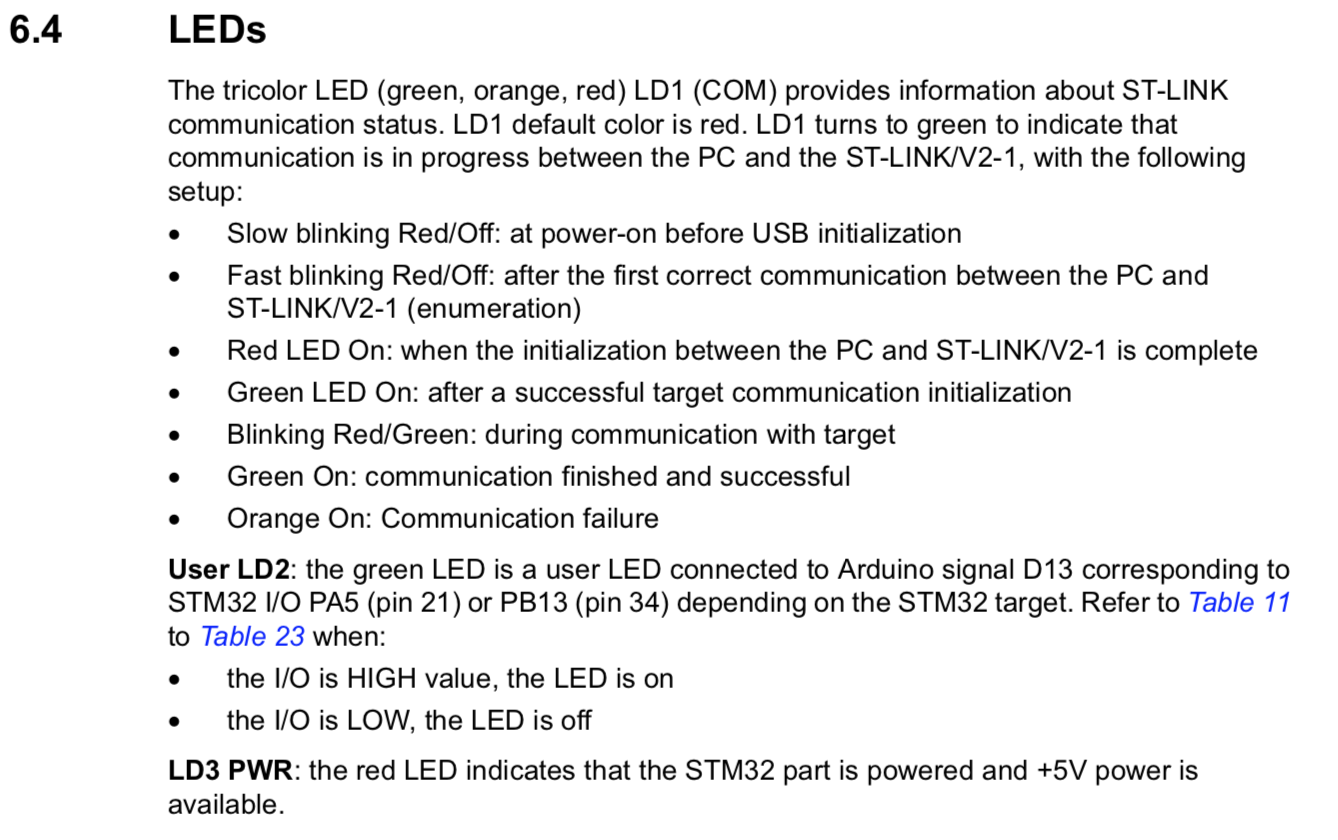 6.4 LEDs
The tricolor LED (green, orange, red) LD1 (COM) provides information about ST-LINK
communication status. LD1 default color is red. LD1 turns to green to indicate that
communication is in progress between the PC and the ST-LINK/V2-1, with the following
setup:
• Slow blinking Red/Off: at power-on before USB initialization
• Fast blinking Red/Off: after the first correct communication between the PC and
ST-LINK/V2-1 (enumeration)
• Red LED On: when the initialization between the PC and ST-LINK/V2-1 is complete
• Green LED On: after a successful target communication initialization
• Blinking Red/Green: during communication with target
• Green On: communication finished and successful
• Orange On: Communication failure
User LD2: the green LED is a user LED connected to Arduino signal D13 corresponding to
STM32 I/O PA5 (pin 21) or PB13 (pin 34) depending on the STM32 target. Refer to Table 11
to Table 23 when:
• the I/O is HIGH value, the LED is on
• the I/O is LOW, the LED is off
LD3 PWR: the red LED indicates that the STM32 part is powered and +5V power is
available.